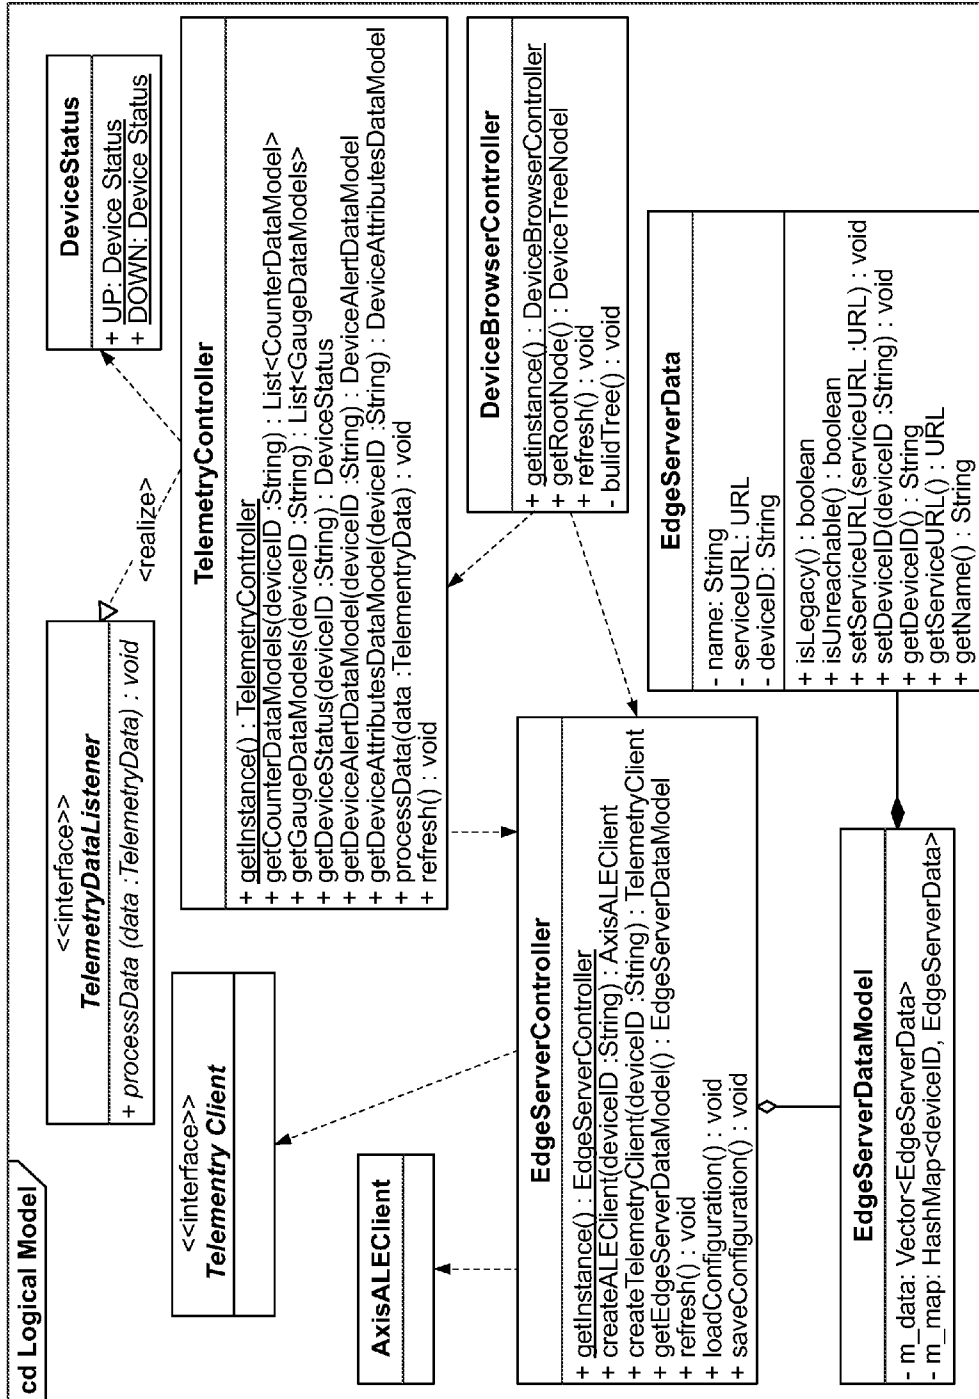 cd Logical Model
<<interface>>
TelemetryDataListener
+ processData (data :TelemetryData) : void
DeviceStatus
+ UP: Device Status
+ DOWN: Device Status
<realize>
<<interface>>
Telementry Client
TelemetryController
+ getInstance() : TelemetryController
+ getCounterDataModels(deviceID :String) : List<CounterDataModel>
+ getGaugeDataModels(deviceID :String) : List<GaugeDataModels>
+ getDeviceStatus(deviceID :String) : DeviceStatus
+ getDeviceAlertDataModel(deviceID :String) : DeviceAlertDataModel
+ getDeviceAttributesDataModel(deviceID :String) : DeviceAttributesDataModel
+ processData(data :TelementryData) : void
+ refresh() : void
AxisALEClient
DeviceBrowserController
+ getinstance() : DeviceBrowserController
+ getRootNode() : DeviceTreeNodel
+ refresh() : void
- bulidTree() : void
EdgeServerController
+ getInstance() : EdgeServerController
+ createALEClient(deviceID :String) : AxisALEClient
+ createTelemetryClient(deviceID :String) : TelemetryClient
+ getEdgeServerDataModel() : EdgeServerDataModel
+ refresh() : void
+ loadConfiguration() : void
+ saveConfiguration() : void
EdgeServerData
- name: String
- serviceURL: URL
- deviceID: String
+ isLegacy() : boolean
+ isUnreachable() : boolean
+ setServiceURL(serviceURL :URL) : void
+ setDeviceID(deviceID :String) : void
+ getDeviceID() : String
+ getServiceURL() : URL
+ getName() : String
EdgeServerDataModel
- m_data: Vector<EdgeServerData>
- m_map: HashMap<deviceID, EdgeServerData>